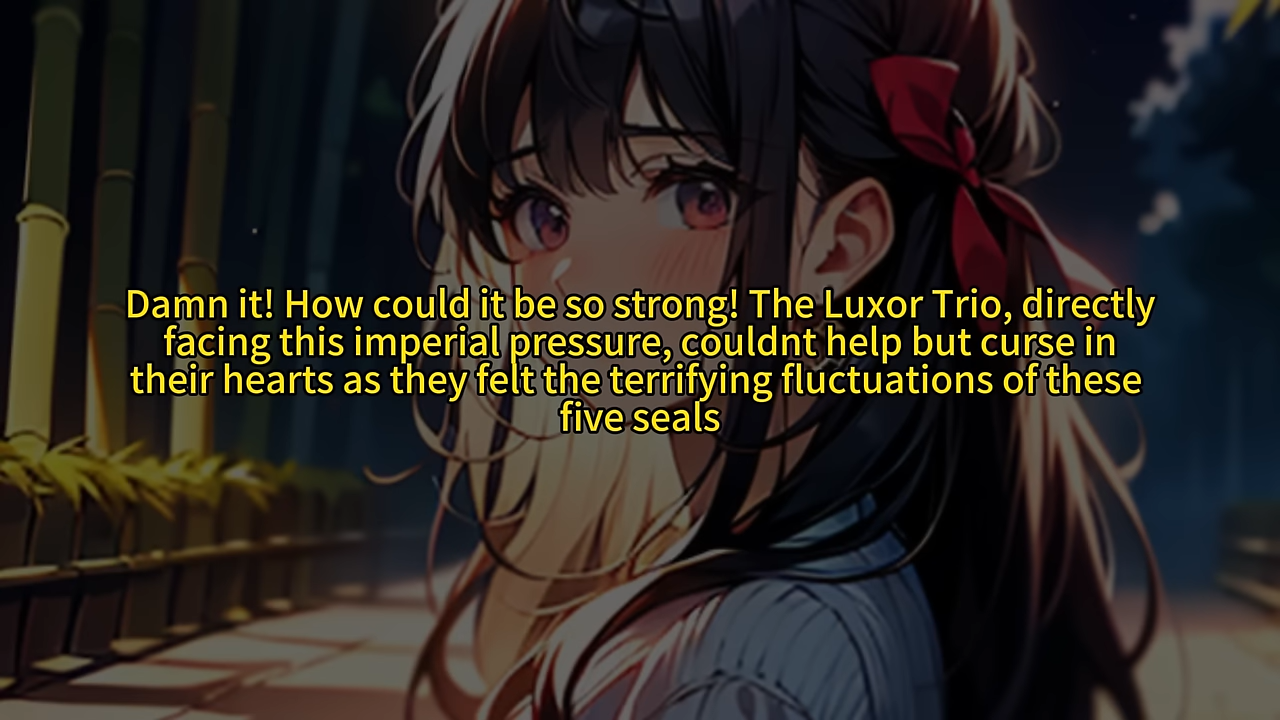 Damn it! How could it be so strong! The Luxor Trio, directly
facing this imperial pressure, couldnt help but curse in
their hearts as they felt the terrifying fluctuations of these
five seals